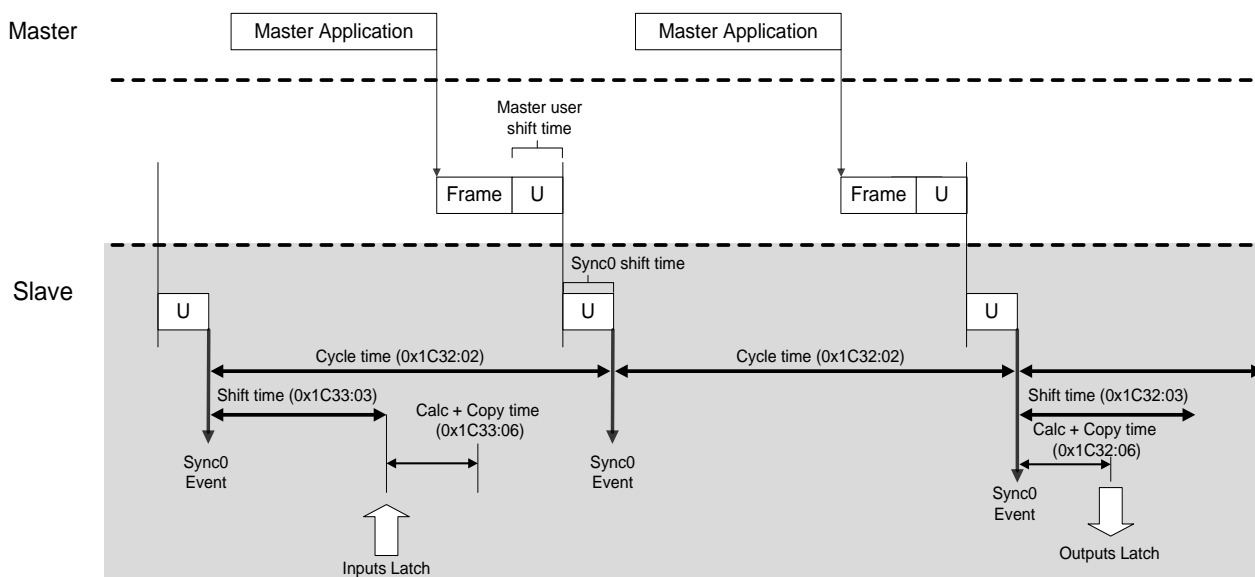 Master
Master Application
Master Application
Master user
shift time
Frame
U
Frame
U
Slave
Sync0 shift time
U
U
U
Cycle time (0x1C32:02)
Cycle time (0x1C32:02)
Shift time (0x1C33:03)
Shift time (0x1C32:03)
Calc + Copy time
(0x1C33:06)
Calc + Copy time
(0x1C32:06)
Sync0
Event
Sync0
Event
Sync0
Event
Inputs Latch
Outputs Latch